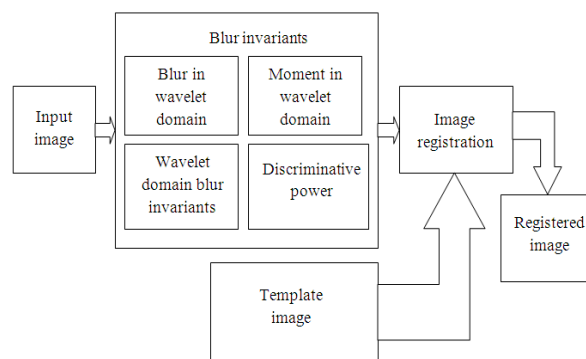 Blur invariants
Blur in
wavelet
domain
Moment in
wavelet
domain
Input
image
Image
registration
Wavelet
domain blur
invariants
Discriminative
power
Registered
image
Template
image